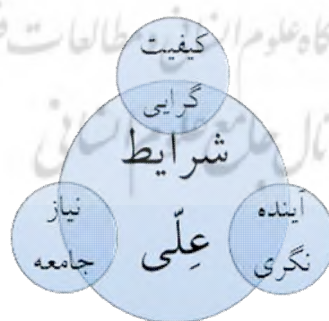 کیفیت
گرایی
شرایط
علّی
آینده
نگری
نیاز
جامعه